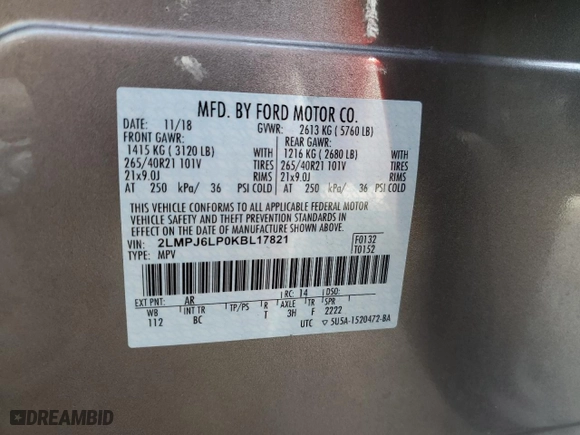 MFD. BY FORD MOTOR CO.
DATE: 11/18 GVWR: 2613 KG ( 5760 LB)
FRONT GAWR: REAR GAWR:
1415 KG ( 3120 LB) WITH 1216 KG ( 2680 LB) WITH
265/40R21 101V TIRES 265/40R21 101V TIRES
21x9.0J RIMS 21x9.0J RIMS
AT 250 kPa/ 36 PSI COLD AT 250 kPa/ 36 PSI COLD
THIS VEHICLE CONFORMS TO ALL APPLICABLE FEDERAL MOTOR
VEHICLE SAFETY AND THEFT PREVENTION STANDARDS IN
EFFECT ON THE DATE OF MANUFACTURE SHOWN ABOVE.
VIN: 2LMPJ6LP0KBL17821 F0132
TYPE: MPV T0152
EXT PNT: AR RC: 14 DSO:
WB INT TR TP/PS R AXLE TR SPR
112 BC T 3H F 2222
UTC ▽ 5U5A-1520472-BA
DREAMBID